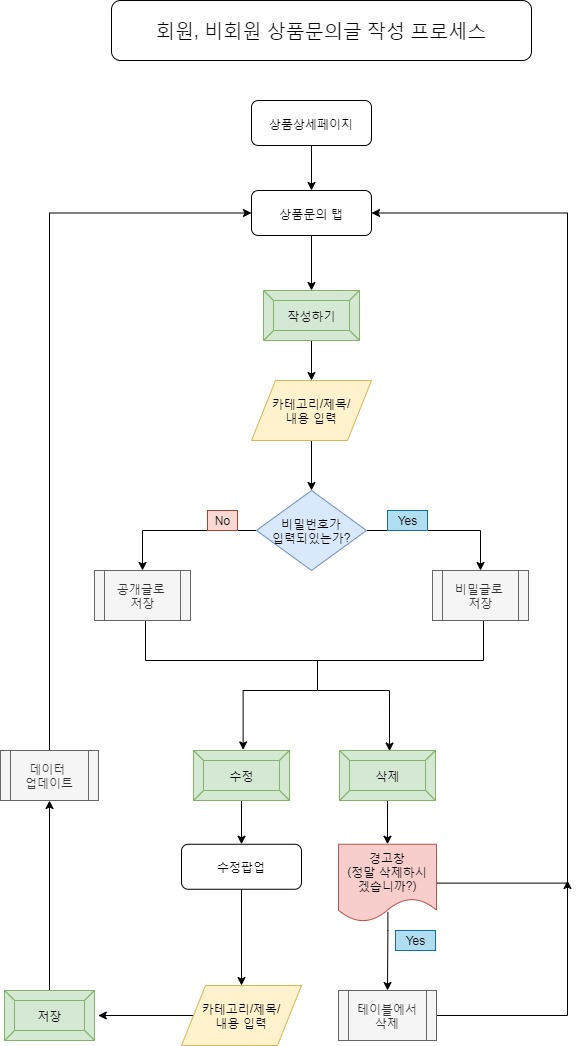 회원, 비회원 상품문의글 작성 프로세스
상품상세페이지
상품문의 탭
작성하기
카테고리/제목/
내용 입력
비밀번호가
입력되있는가?
No
Yes
공개글로
저장
비밀글로
저장
데이터
업데이트
수정
삭제
수정팝업
경고창
(정말 삭제하시
겠습니까?)
Yes
저장
카테고리/제목/
내용 입력
테이블에서
삭제